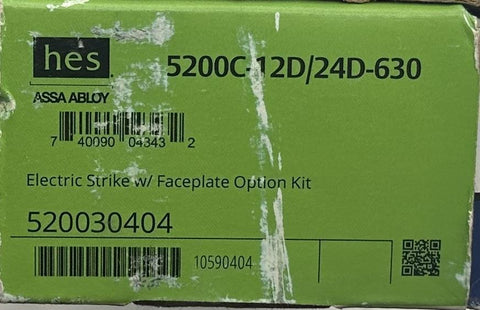 hes
ASSA ABLOY
5200C-12D/24D-630
7 40090 04343 2
Electric Strike w/ Faceplate Option Kit
520030404
10590404